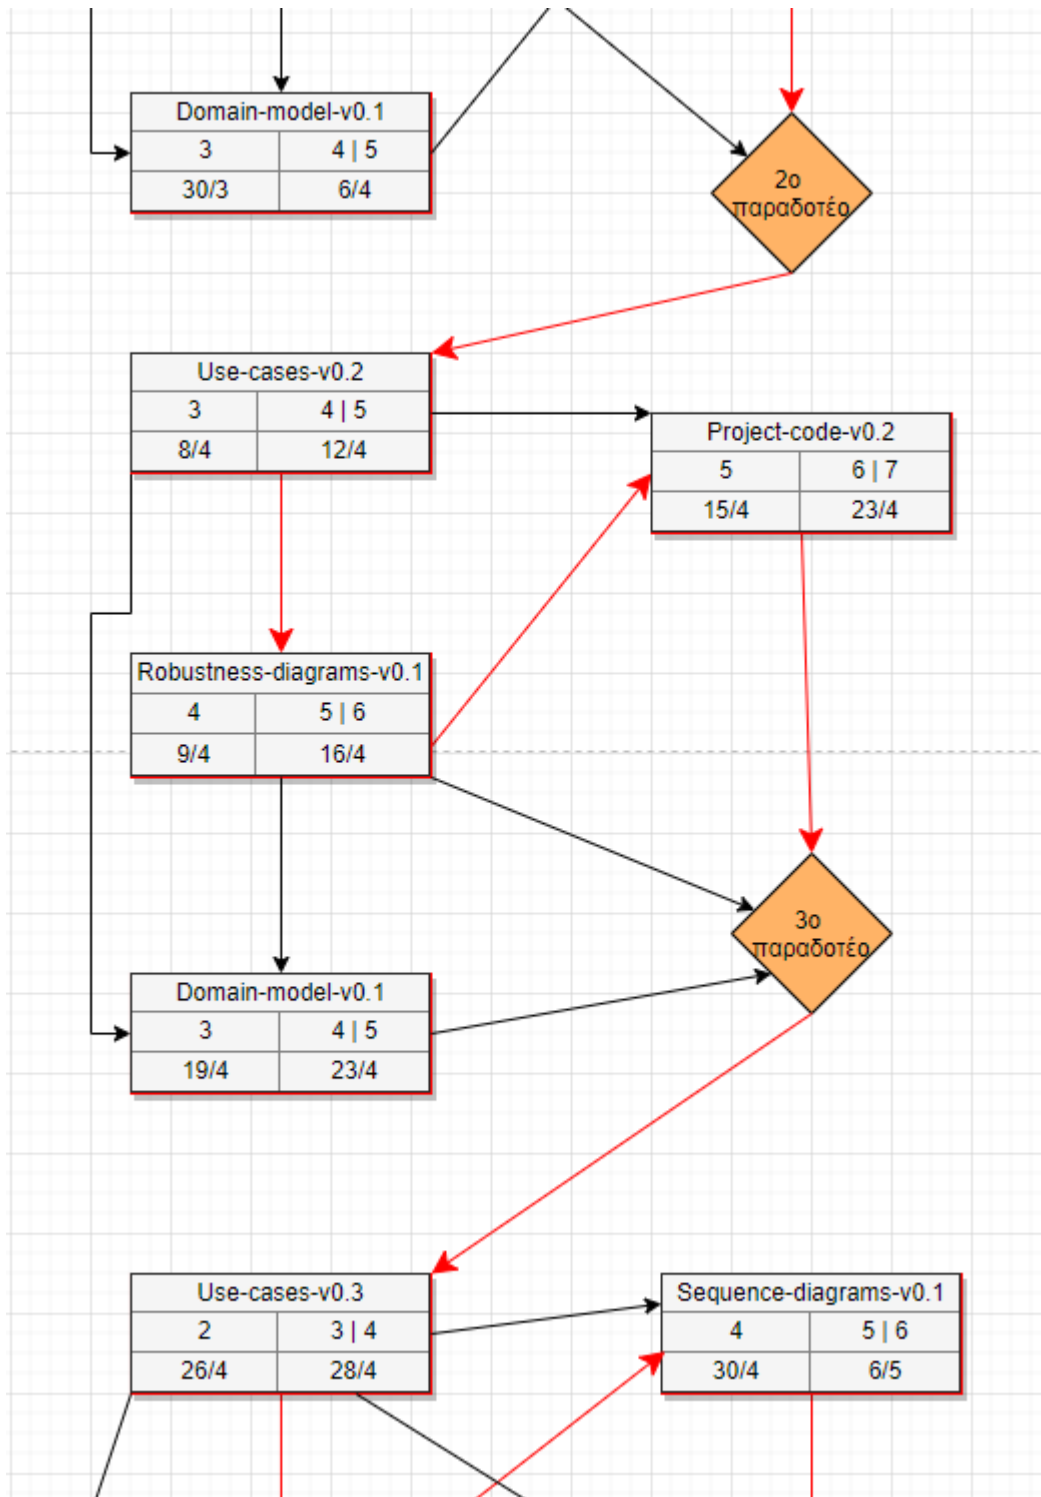 Domain-model-v0.1
3 4 | 5
30/3 6/4
2ο
παραδοτέο
Use-cases-v0.2
3 4 | 5
8/4 12/4
Project-code-v0.2
5 6 | 7
15/4 23/4
Robustness-diagrams-v0.1
4 5 | 6
9/4 16/4
3ο
παραδοτέο
Domain-model-v0.1
3 4 | 5
19/4 23/4
Use-cases-v0.3
2 3 | 4
26/4 28/4
Sequence-diagrams-v0.1
4 5 | 6
30/4 6/5